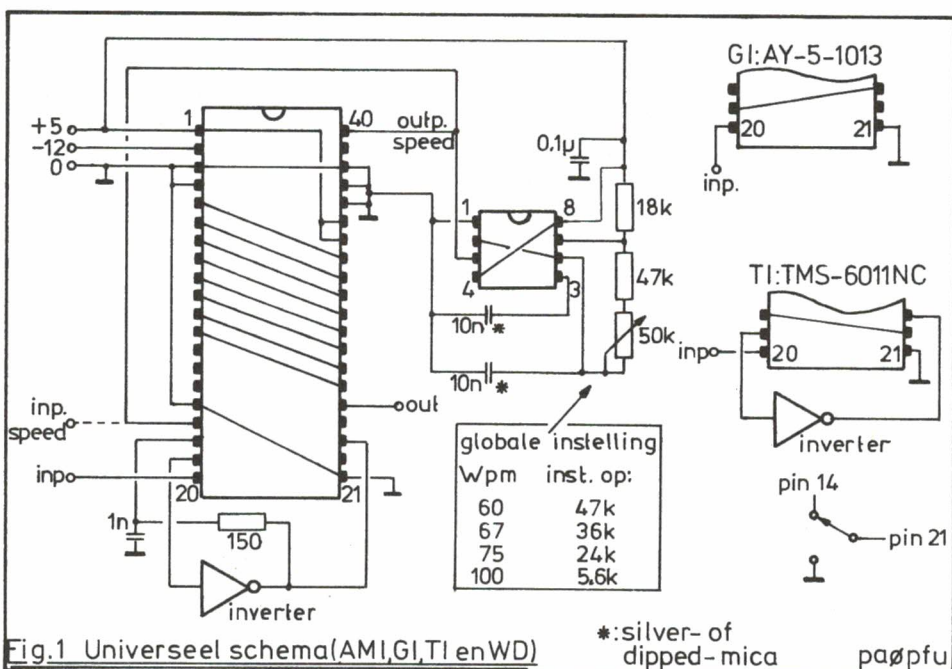 GI:AY-5-1013
+5
-12
0
1
40
outp.
speed
0,1µ
20
21
inp.
1
8
18k
4
3
47k
TI:TMS-6011NC
10n*
50k
inp
20
21
10n*
out
inp.
speed
inverter
globale instelling
Wpm inst. op:
60 47k
67 36k
75 24k
100 5.6k
inp
20
21
pin 14
pin 21
1n
150
inverter
Fig.1 Universeel schema(AMI,GI,TI en WD)
*:silver- of
dipped-mica
paøpfu